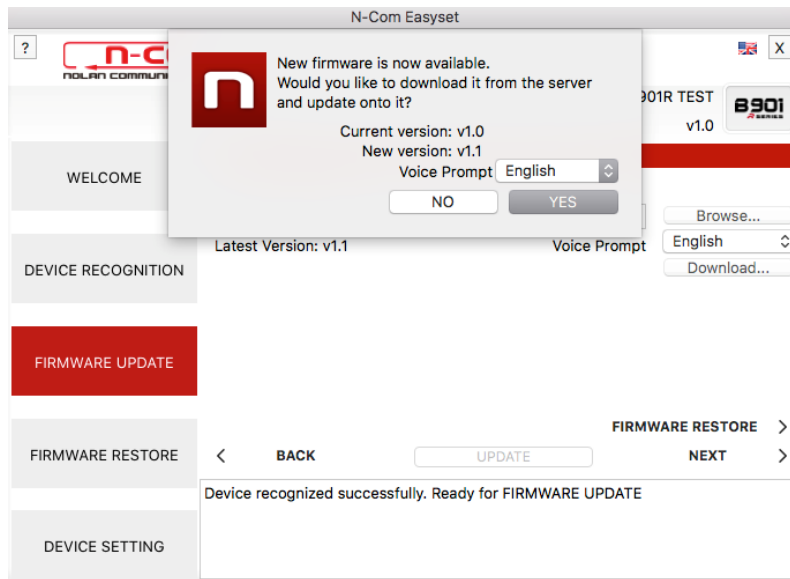 N-Com Easyset
?
n-c
NOLAN COMMUNI
X
New firmware is now available.
Would you like to download it from the server
and update onto it?
Current version: v1.0
New version: v1.1
Voice Prompt English
NO YES
901R TEST
v1.0
B901
R SERIES
WELCOME
Browse...
Latest Version: v1.1 Voice Prompt English
Download...
DEVICE RECOGNITION
FIRMWARE UPDATE
FIRMWARE RESTORE >
FIRMWARE RESTORE
< BACK UPDATE NEXT >
Device recognized successfully. Ready for FIRMWARE UPDATE
DEVICE SETTING